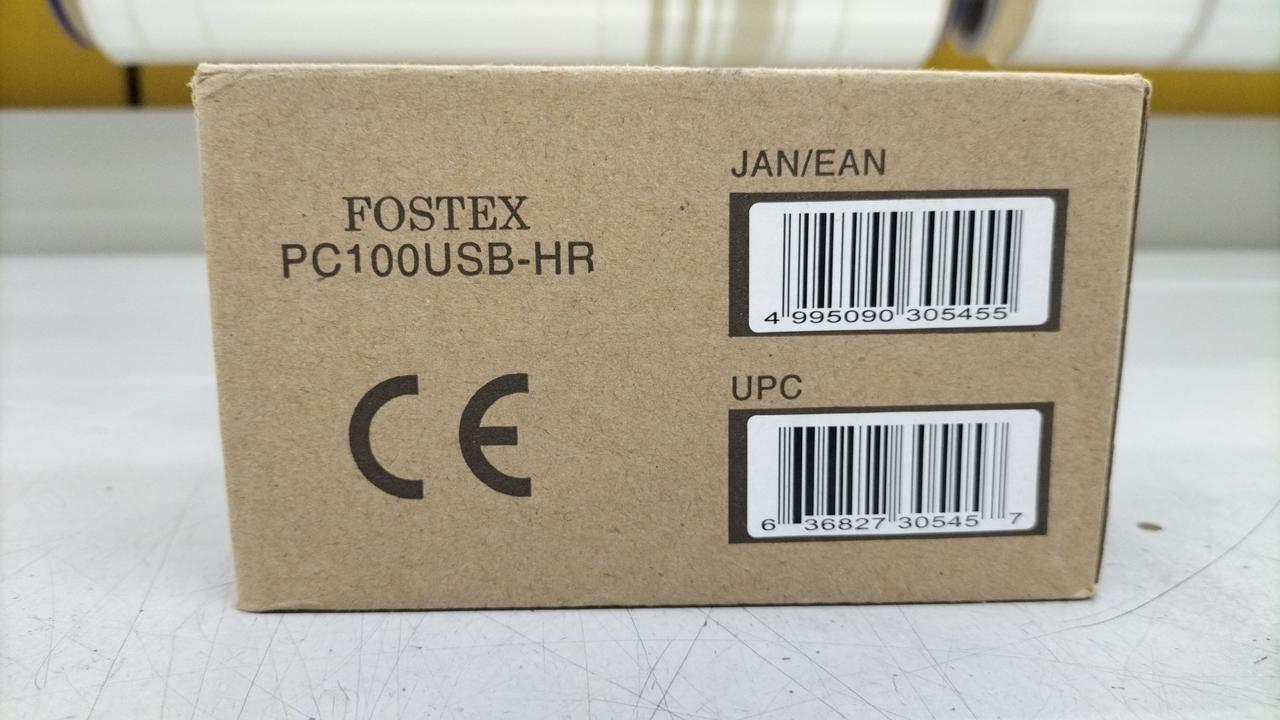 FOSTEX
PC100USB-HR
CE
JAN/EAN
4 995090 305455
UPC
6 36827 30545 7